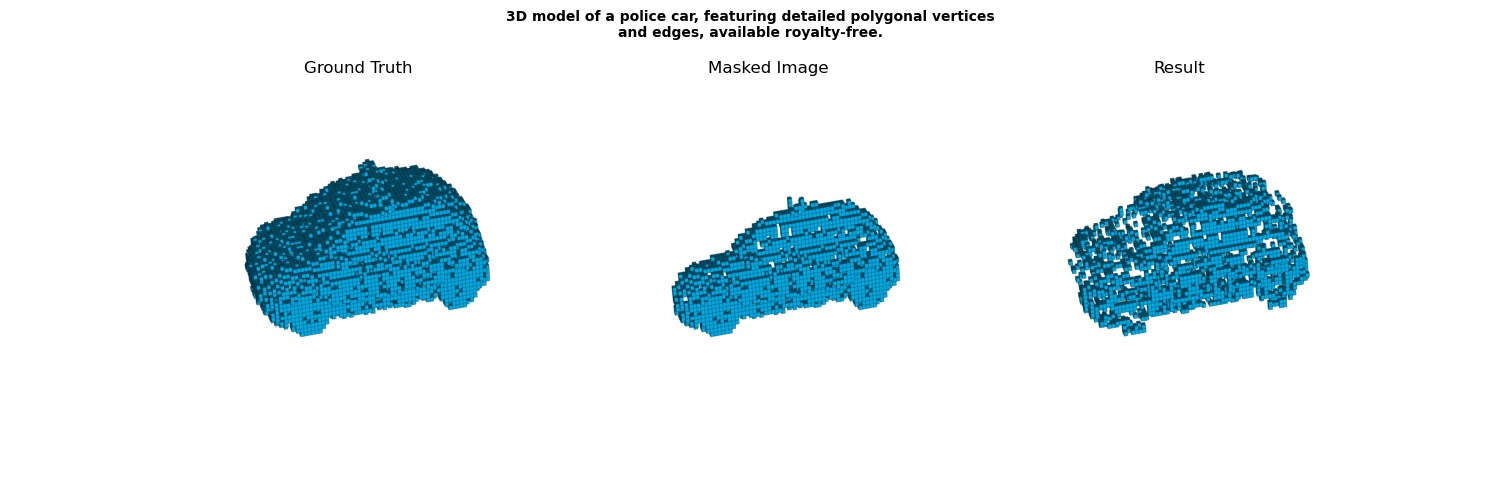 3D model of a police car, featuring detailed polygonal vertices
and edges, available royalty-free.
Ground Truth
Masked Image
Result